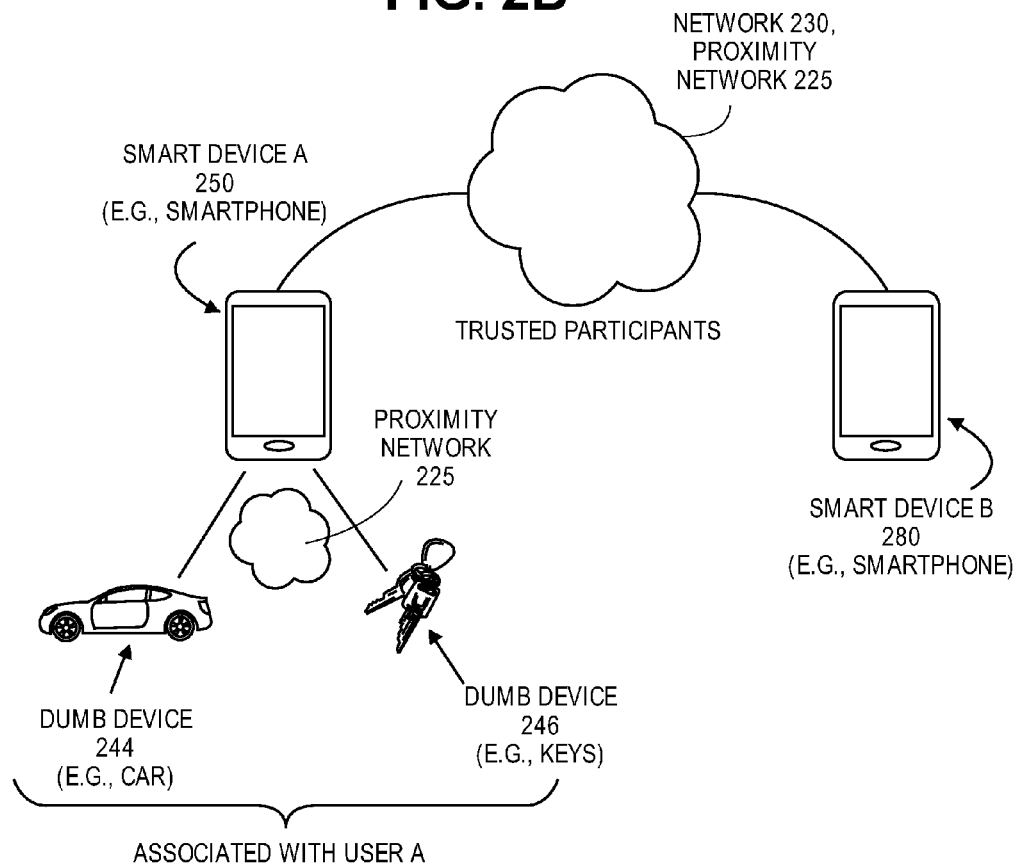 FIG. 2B
NETWORK 230,
PROXIMITY
NETWORK 225
SMART DEVICE A
250
(E.G., SMARTPHONE)
TRUSTED PARTICIPANTS
PROXIMITY
NETWORK
225
SMART DEVICE B
280
(E.G., SMARTPHONE)
DUMB DEVICE
246
(E.G., KEYS)
DUMB DEVICE
244
(E.G., CAR)
ASSOCIATED WITH USER A